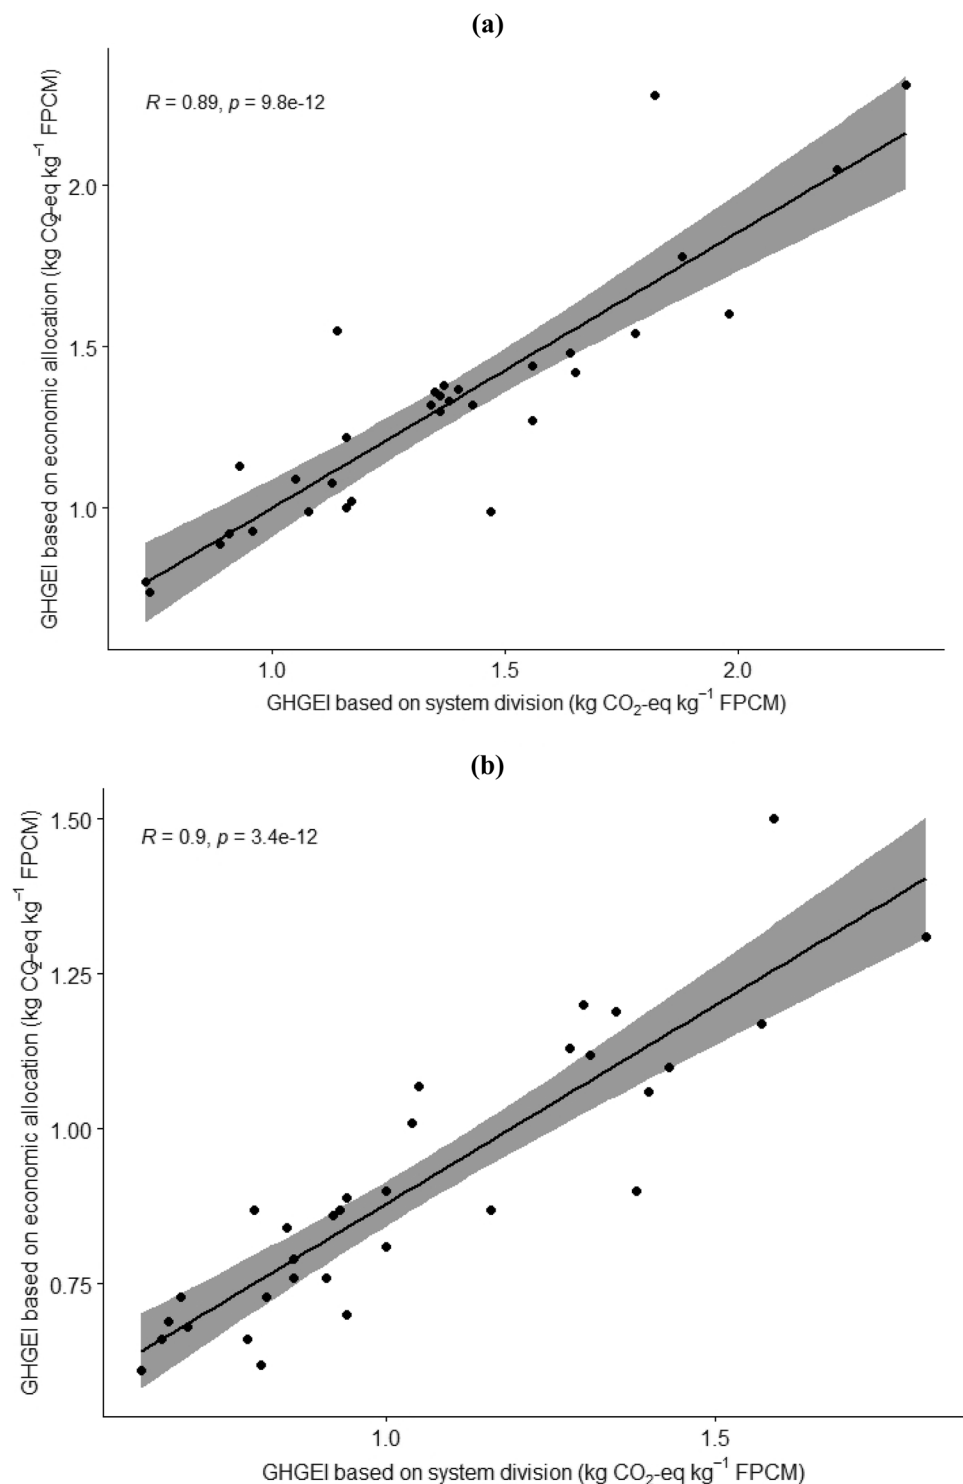 (a)
R = 0.89, p = 9.8e-12
GHGEI based on economic allocation (kg CO₂-eq kg⁻¹ FPCM)
2.0
1.5
1.0
1.0 1.5 2.0
GHGEI based on system division (kg CO₂-eq kg⁻¹ FPCM)
(b)
R = 0.9, p = 3.4e-12
GHGEI based on economic allocation (kg CO₂-eq kg⁻¹ FPCM)
1.50
1.25
1.00
0.75
1.0 1.5
GHGEI based on system division (kg CO₂-eq kg⁻¹ FPCM)